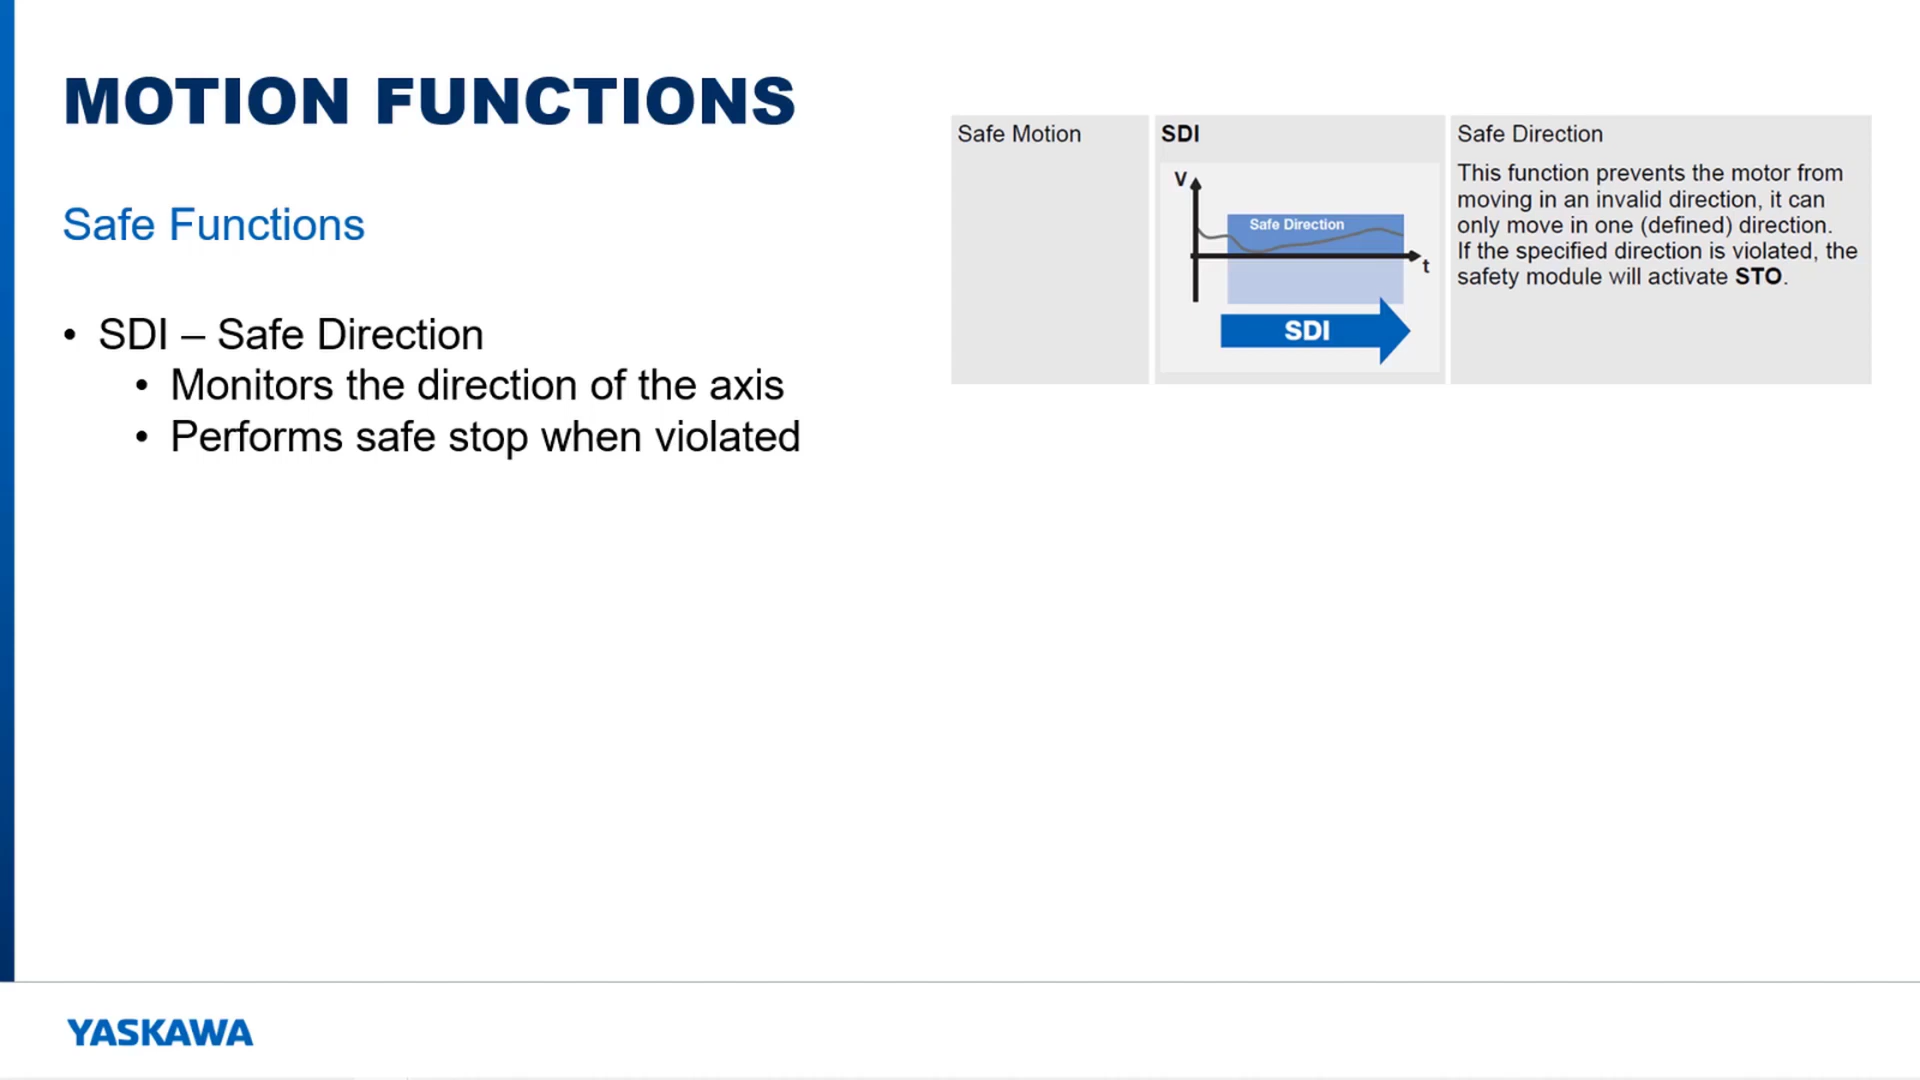 MOTION FUNCTIONS
Safe Functions
• SDI – Safe Direction
• Monitors the direction of the axis
• Performs safe stop when violated
Safe Motion
SDI
V
Safe Direction
t
SDI
Safe Direction
This function prevents the motor from
moving in an invalid direction, it can
only move in one (defined) direction.
If the specified direction is violated, the
safety module will activate STO.
YASKAWA